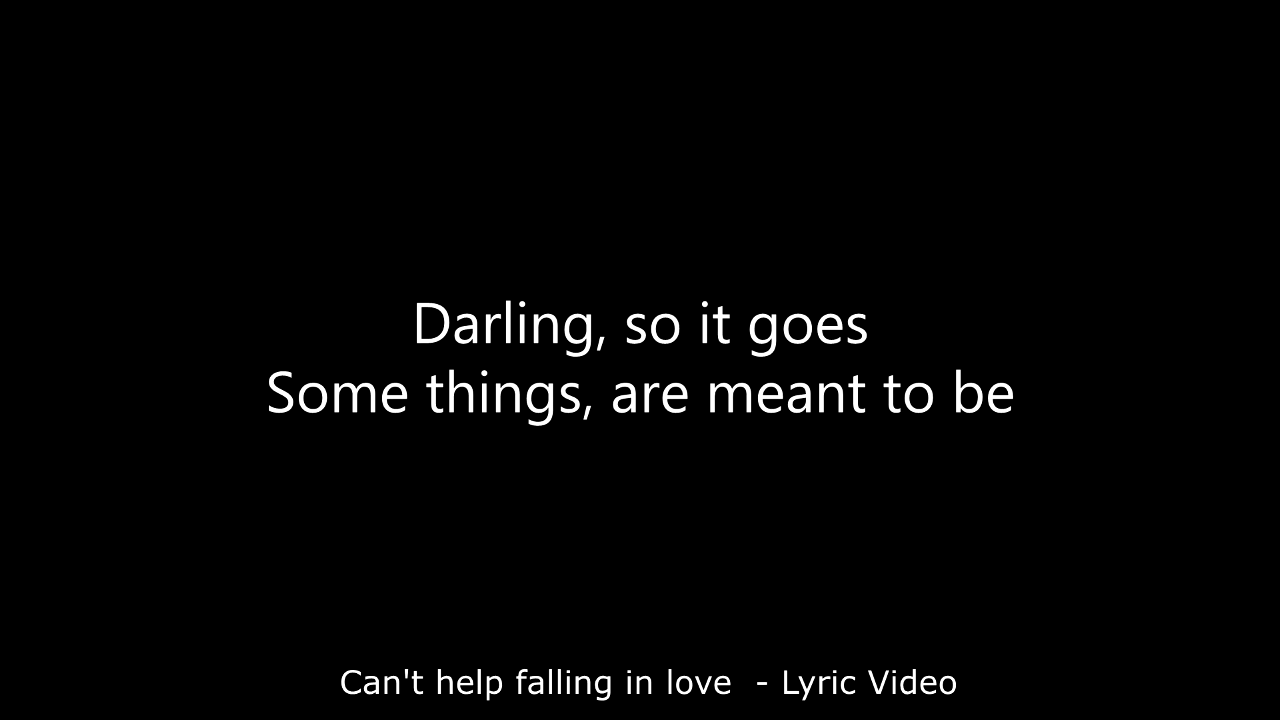 Darling, so it goes
Some things, are meant to be
Can't help falling in love  - Lyric Video